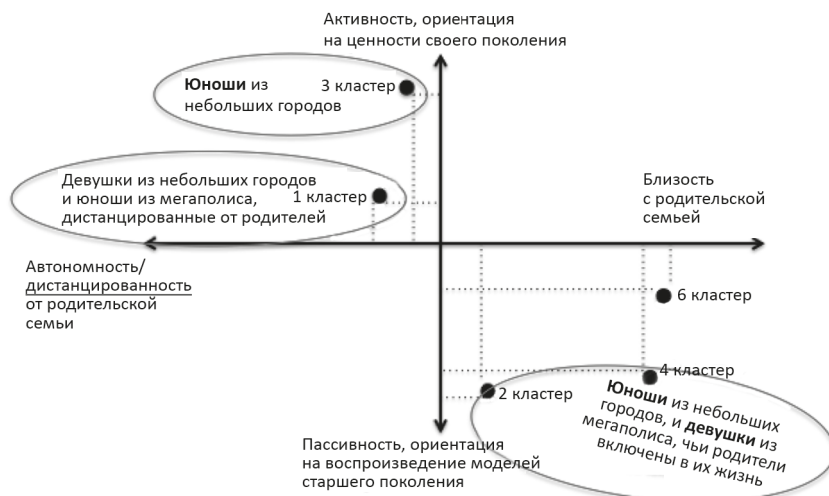 Активность, ориентация
на ценности своего поколения
Юноши из
небольших городов
3 кластер
Девушки из небольших городов
и юноши из мегаполиса,
дистанцированные от родителей
1 кластер
Близость
с родительской
семьей
Автономность/
дистанцированность
от родительской
семьи
6 кластер
4 кластер
2 кластер
Юноши из небольших
городов, и девушки из
мегаполиса, чьи родители
включены в их жизнь
Пассивность, ориентация
на воспроизведение моделей
старшего поколения